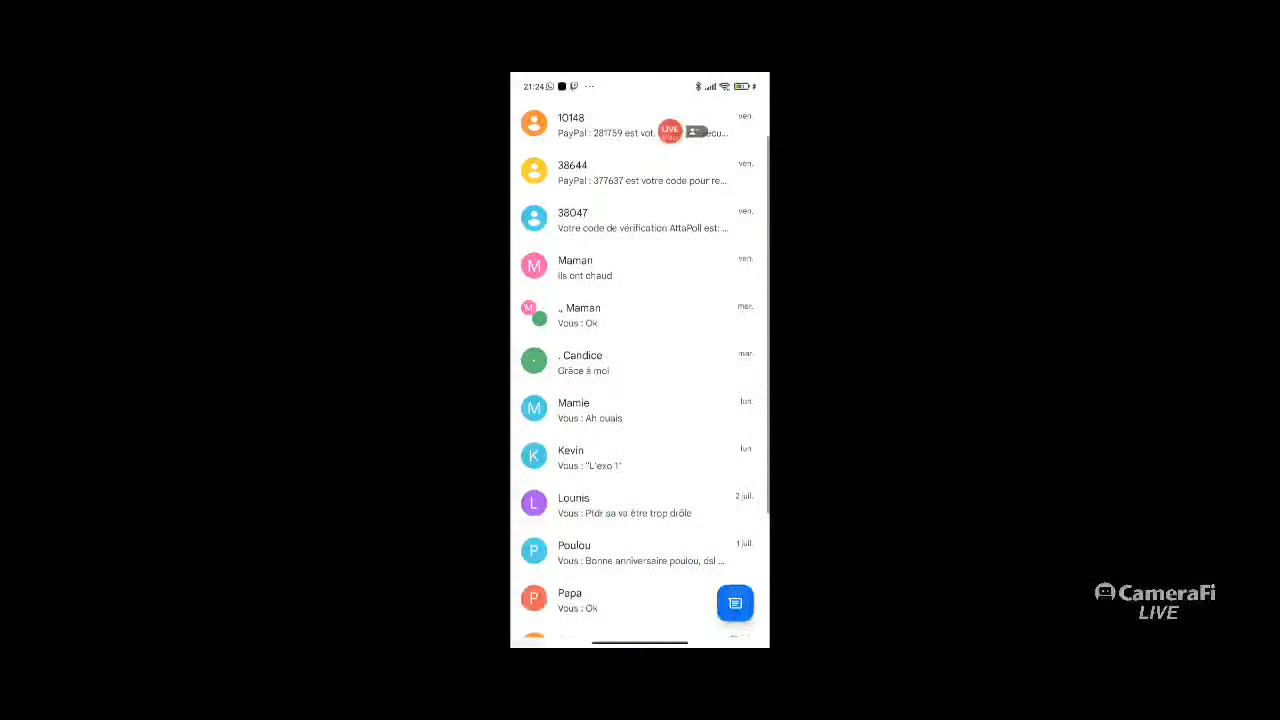 21:24
10148
ven.
PayPal : 281759 est vot.
LIVE
écu...
38644
ven.
PayPal : 377637 est votre code pour re...
38047
ven.
Votre code de vérification AttaPoll est: ...
Maman
ven.
Ils ont chaud
M
., Maman
mer.
Vous : Ok
M
. Candice
mar.
Grâce à moi
Mamie
lun.
Vous : Ah ouais
M
Kevin
lun.
Vous : "L'exo 1"
K
Lounis
2 juil.
Vous : Ptdr sa va être trop drôle
L
Poulou
1 juil.
Vous : Bonne anniversaire poulou, dsl ...
P
Papa
Vous : Ok
P
CameraFi
LIVE